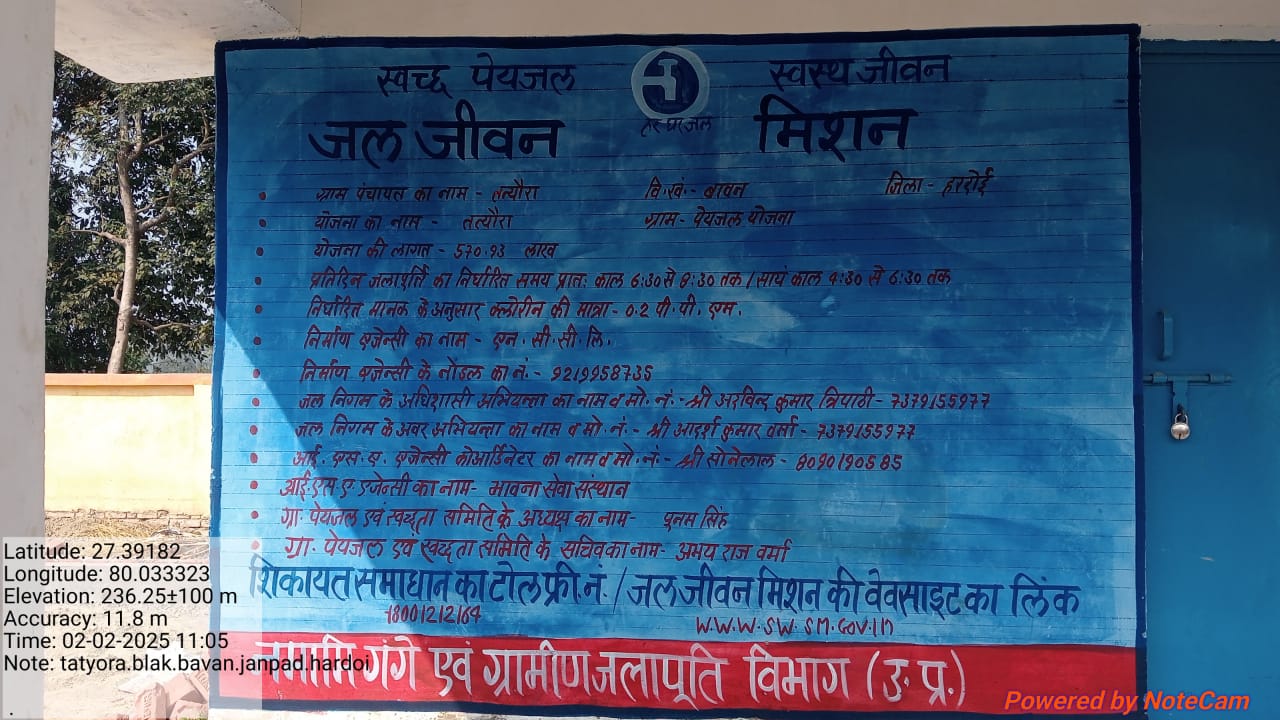 स्वच्छ पेयजल स्वस्थ जीवन
हर घर जल
जल जीवन मिशन
• ग्राम पंचायत का नाम - तत्यौरा वि.खं.- बावन जिला - हरदोई
• योजना का नाम - तत्यौरा ग्राम- पेयजल योजना
• योजना की लागत - 570.93 लाख
• प्रतिदिन जलापूर्ति का निर्धारित समय प्रातः काल 6:30 से 8:30 तक / सायं काल 4:30 से 6:30 तक
• निर्धारित मानक के अनुसार क्लोरीन की मात्रा - 0.2 पी.पी.एम.
• निर्माण एजेन्सी का नाम - एन.सी.सी.लि.
• निर्माण एजेन्सी के नोडल का नं.- 9219958735
• जल निगम के अधिशासी अभियन्ता का नाम व मो. नं.- श्री अरविन्द कुमार त्रिपाठी - 7379155977
• जल निगम के अवर अभियन्ता का नाम व मो. नं.- श्री आदर्श कुमार वर्मा - 7379155977
• आई. एस. ए. एजेन्सी कोआर्डिनेटर का नाम व मो. नं.- श्री सोनेलाल - 8090190585
• आई एस ए एजेन्सी का नाम- भावना सेवा संस्थान
• ग्रा. पेयजल एवं स्वच्छता समिति के अध्यक्ष का नाम- पूनम सिंह
• ग्रा. पेयजल एवं स्वच्छता समिति के सचिव का नाम- अभय राज वर्मा
शिकायत समाधान का टोल फ्री. नं. / जल जीवन मिशन की वेवसाइट का लिंक
18001212164 W.W.W.SW.SM.GOV.IN
नमामि गंगे एवं ग्रामीण जलापूर्ति विभाग (उ.प्र.)
Latitude: 27.39182
Longitude: 80.033323
Elevation: 236.25±100 m
Accuracy: 11.8 m
Time: 02-02-2025 11:05
Note: tatyora.blak.bavan.janpad.hardoi
Powered by NoteCam